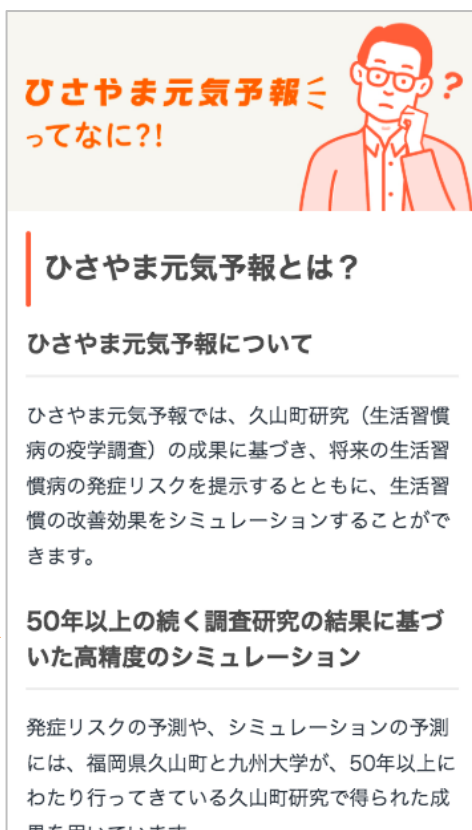 ひさやま元気予報
ってなに?!
?
ひさやま元気予報とは？
ひさやま元気予報について
ひさやま元気予報では、久山町研究（生活習慣
病の疫学調査）の成果に基づき、将来の生活習
慣病の発症リスクを提示するとともに、生活習
慣の改善効果をシミュレーションすることがで
きます。
50年以上の続く調査研究の結果に基づ
いた高精度のシミュレーション
発症リスクの予測や、シミュレーションの予測
には、福岡県久山町と九州大学が、50年以上に
わたり行ってきている久山町研究で得られた成
果を用いています